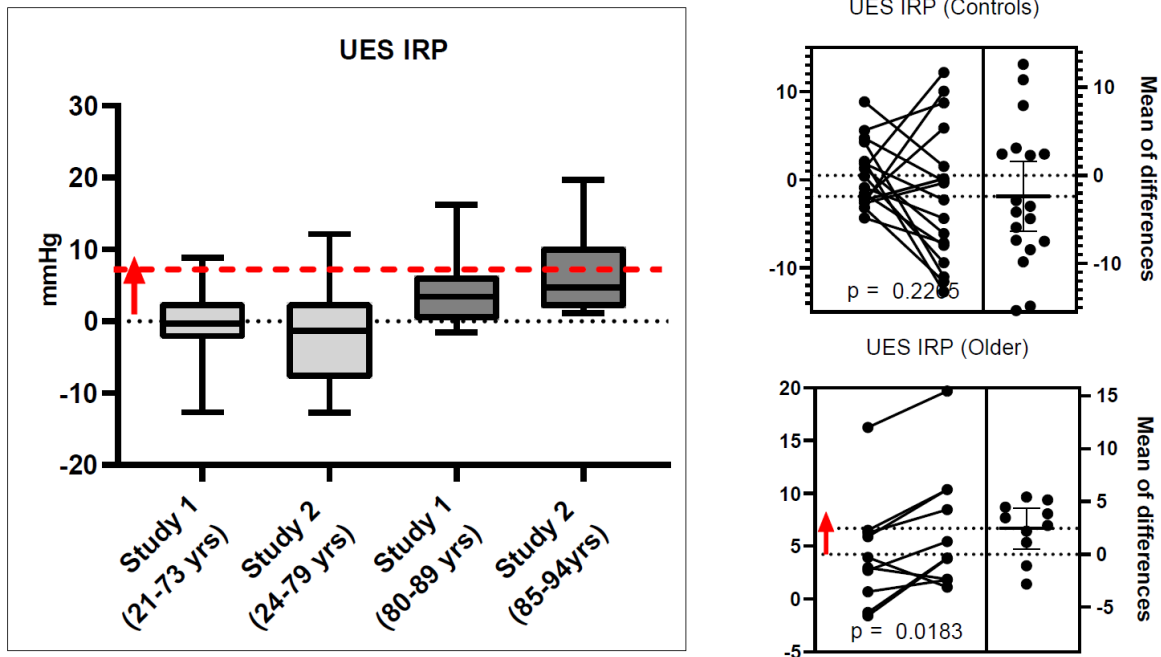 UES IRP
30
20
10
0
-10
-20
mmHg
Study 1
(21-73 yrs)
Study 2
(24-79 yrs)
Study 1
(80-89 yrs)
Study 2
(85-94yrs)
UES IRP (Controls)
10
0
-10
10
0
-10
Mean of differences
p = 0.2205
UES IRP (Older)
20
15
10
5
0
-5
15
10
5
0
-5
Mean of differences
p = 0.0183